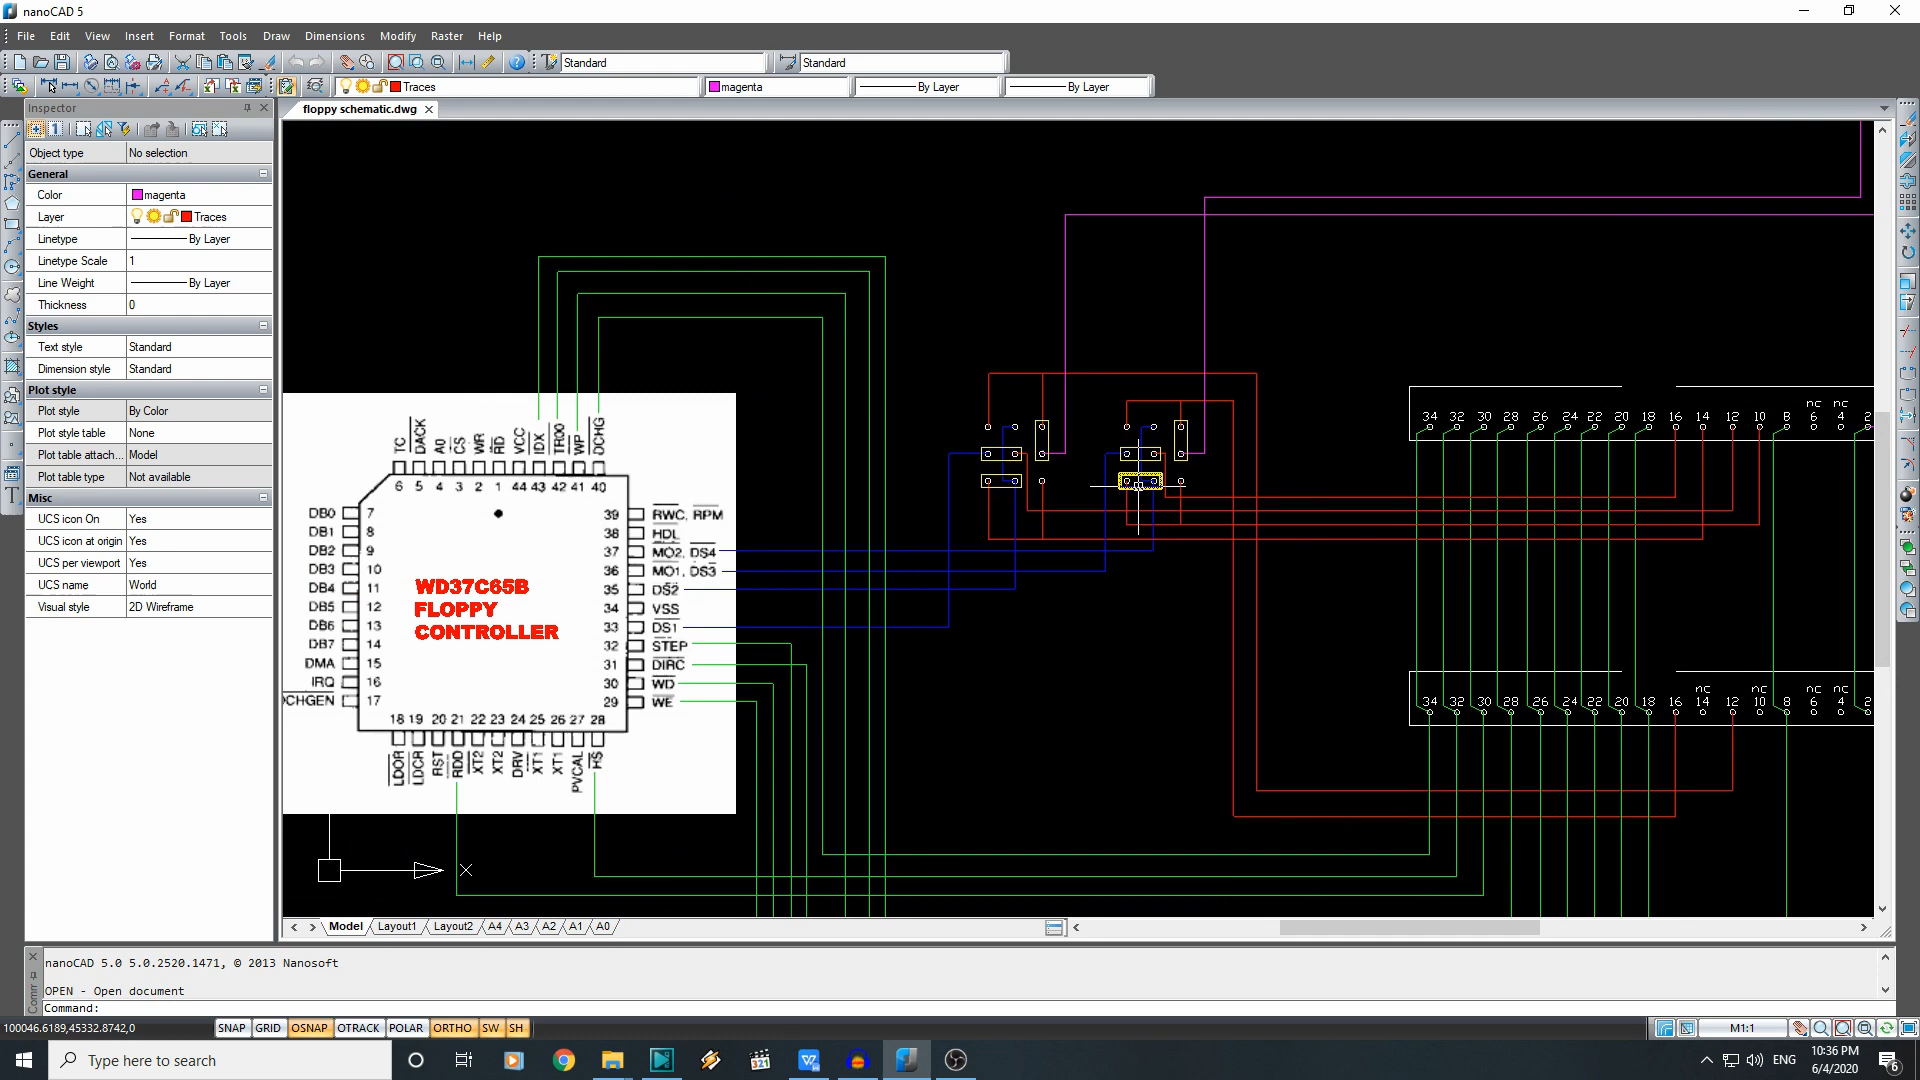 nanoCAD 5
File Edit View Insert Format Tools Draw Dimensions Modify Raster Help
Standard Standard
Traces magenta By Layer By Layer
Inspector
floppy schematic.dwg
Object type No selection
General
Color magenta
Layer Traces
Linetype By Layer
Linetype Scale 1
Line Weight By Layer
Thickness 0
Styles
Text style Standard
Dimension style Standard
Plot style
Plot style By Color
Plot style table None
Plot table attach... Model
Plot table type Not available
Misc
UCS icon On Yes
UCS icon at origin Yes
UCS per viewport Yes
UCS name World
Visual style 2D Wireframe
TC DACK A0 CS WR RD VCC IDX TR00 WP DCHG
6 5 4 3 2 1 44 43 42 41 40
DB0 7
DB1 8
DB2 9
DB3 10
DB4 11
DB5 12
DB6 13
DB7 14
DMA 15
IRQ 16
DCHGEN 17
WD37C65B
FLOPPY
CONTROLLER
39 RWC, RPM
38 HDL
37 MO2, DS4
36 MO1, DS3
35 DS2
34 VSS
33 DS1
32 STEP
31 DIRC
30 WD
29 WE
18 19 20 21 22 23 24 25 26 27 28
LDOR LDCR RST RDD XT2 XT2 DRV XT1 XT1 PVCAL HS
nc nc
34 32 30 28 26 24 22 20 18 16 14 12 10 8 6 4 2
nc nc nc nc
34 32 30 28 26 24 22 20 18 16 14 12 10 8 6 4 2
Model Layout1 Layout2 A4 A3 A2 A1 A0
nanoCAD 5.0 5.0.2520.1471, © 2013 Nanosoft
OPEN - Open document
Command:
Comm
100046.6189,45332.8742,0 SNAP GRID OSNAP OTRACK POLAR ORTHO SW SH M1:1
Type here to search
321
ENG
10:36 PM
6/4/2020
6